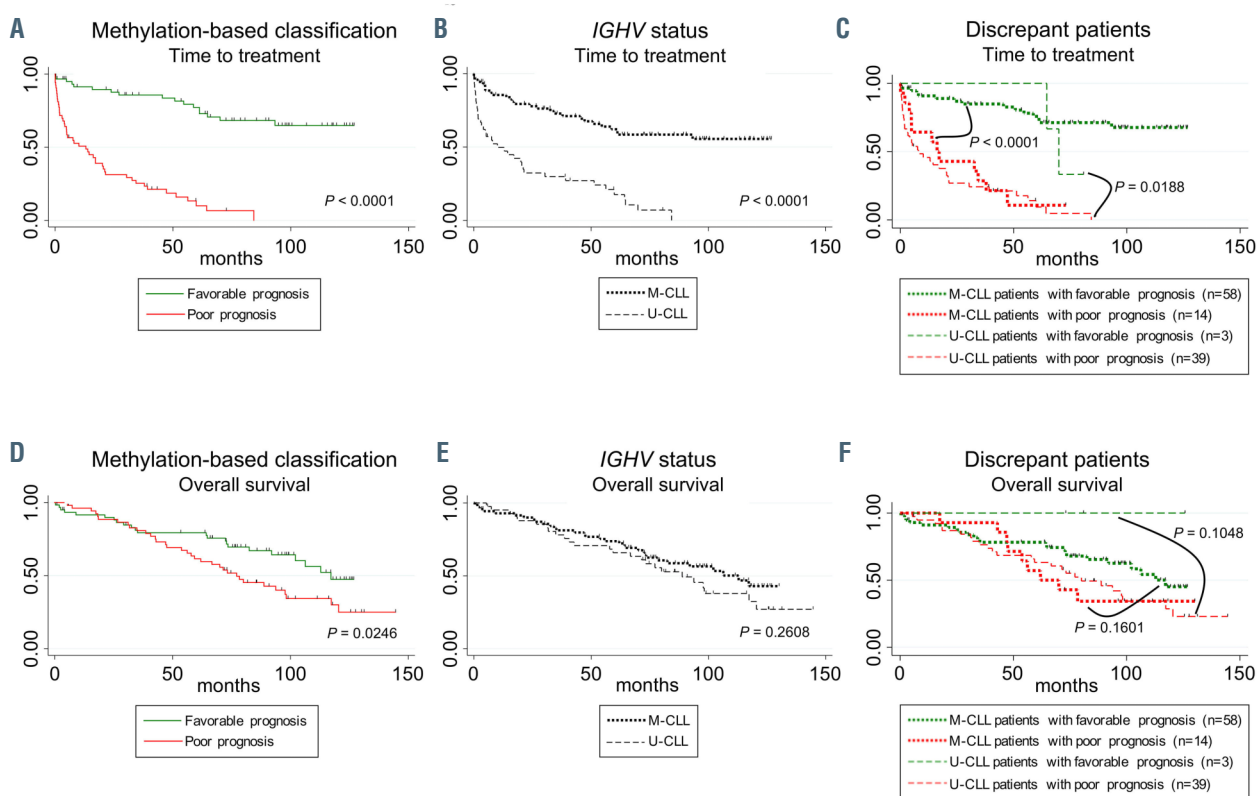 A
Methylation-based classification
Time to treatment
1.00
0.50
0.00
P < 0.0001
0
50
100
150
months
Favorable prognosis
Poor prognosis
B
IGHV status
Time to treatment
1.00
0.50
0.00
P < 0.0001
0
50
100
150
months
M-CLL
U-CLL
C
Discrepant patients
Time to treatment
1.00
0.50
0.00
P < 0.0001
P = 0.0188
0
50
100
150
months
M-CLL patients with favorable prognosis (n=58)
M-CLL patients with poor prognosis (n=14)
U-CLL patients with favorable prognosis (n=3)
U-CLL patients with poor prognosis (n=39)
D
Methylation-based classification
Overall survival
1.00
0.50
0.00
P = 0.0246
0
50
100
150
months
Favorable prognosis
Poor prognosis
E
IGHV status
Overall survival
1.00
0.50
0.00
P = 0.2608
0
50
100
150
months
M-CLL
U-CLL
F
Discrepant patients
Overall survival
1.00
0.50
0.00
P = 0.1048
P = 0.1601
0
50
100
150
months
M-CLL patients with favorable prognosis (n=58)
M-CLL patients with poor prognosis (n=14)
U-CLL patients with favorable prognosis (n=3)
U-CLL patients with poor prognosis (n=39)